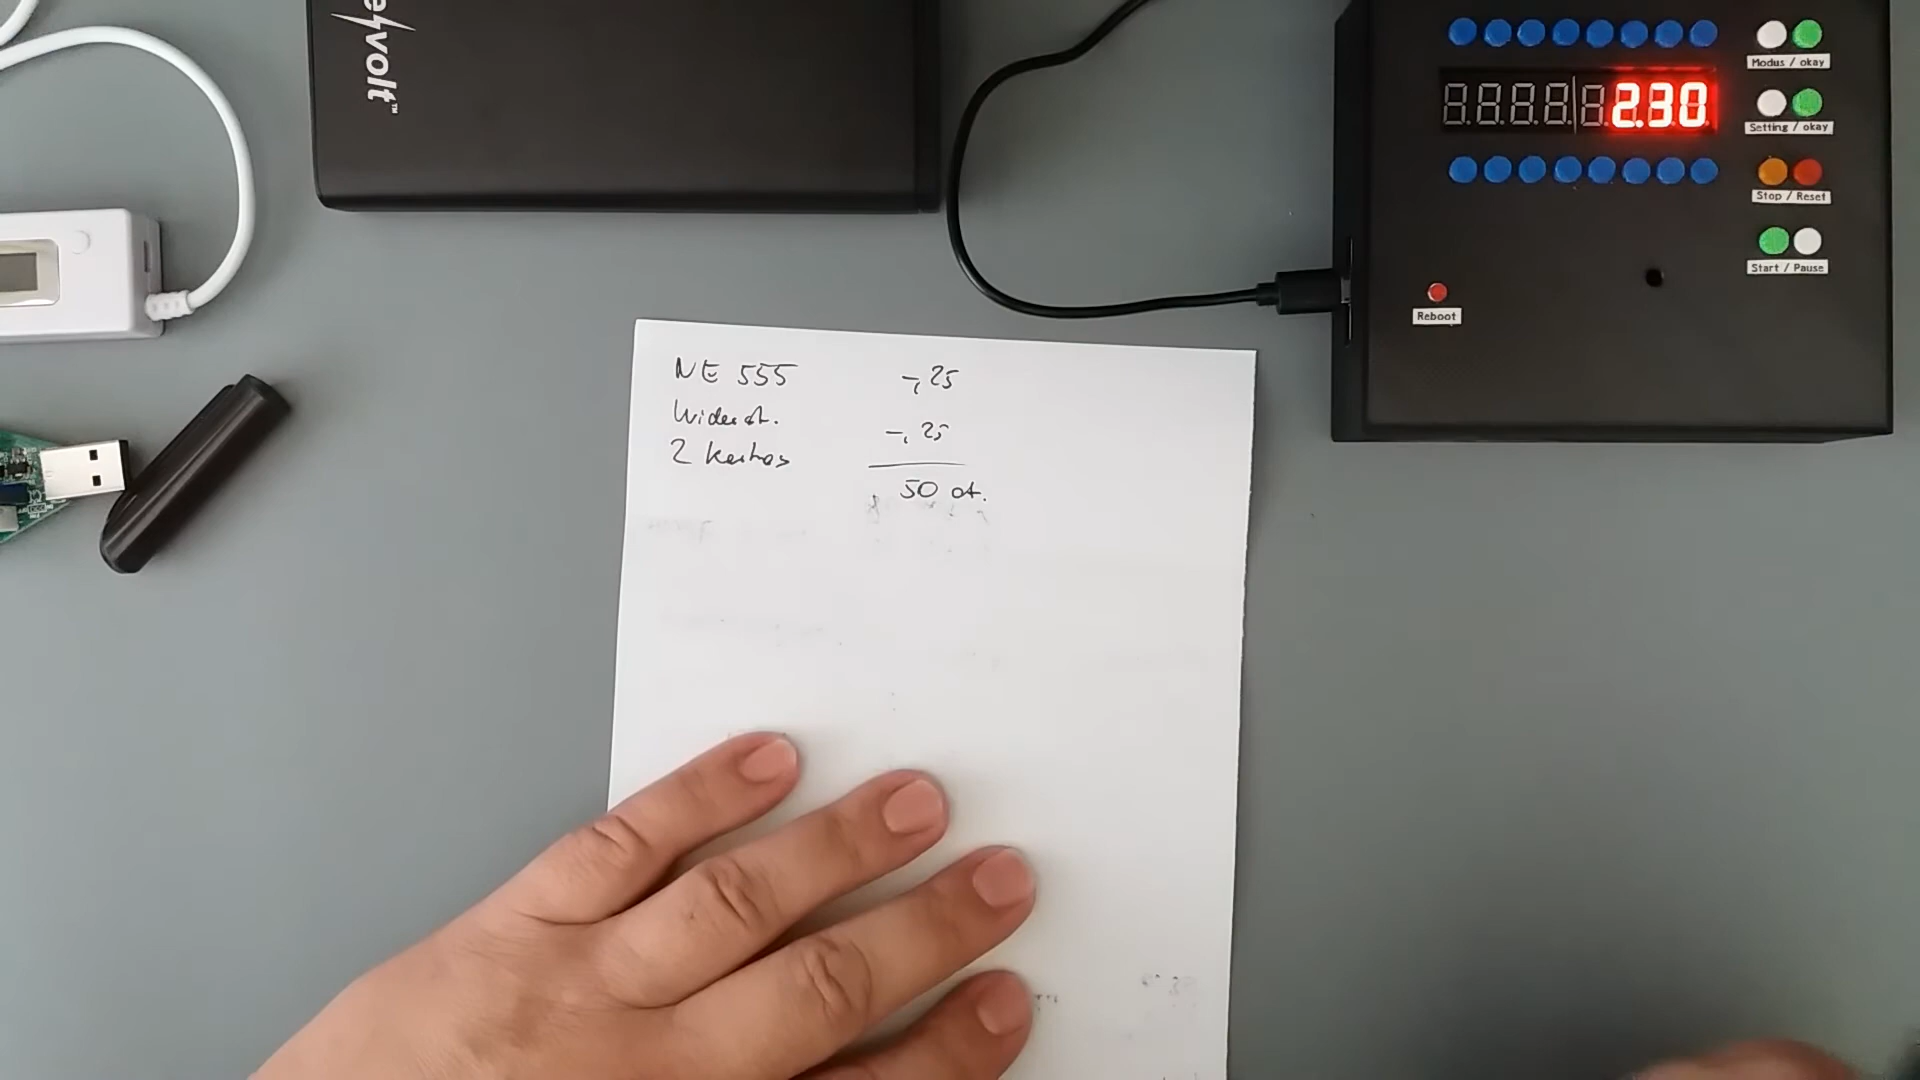 e volt™
2.30
Modus / okay
Setting / okay
Stop / Reset
Start / Pause
Reboot
NE 555 -,25
Widerst. -,25
2 Kerkos
50 ct.